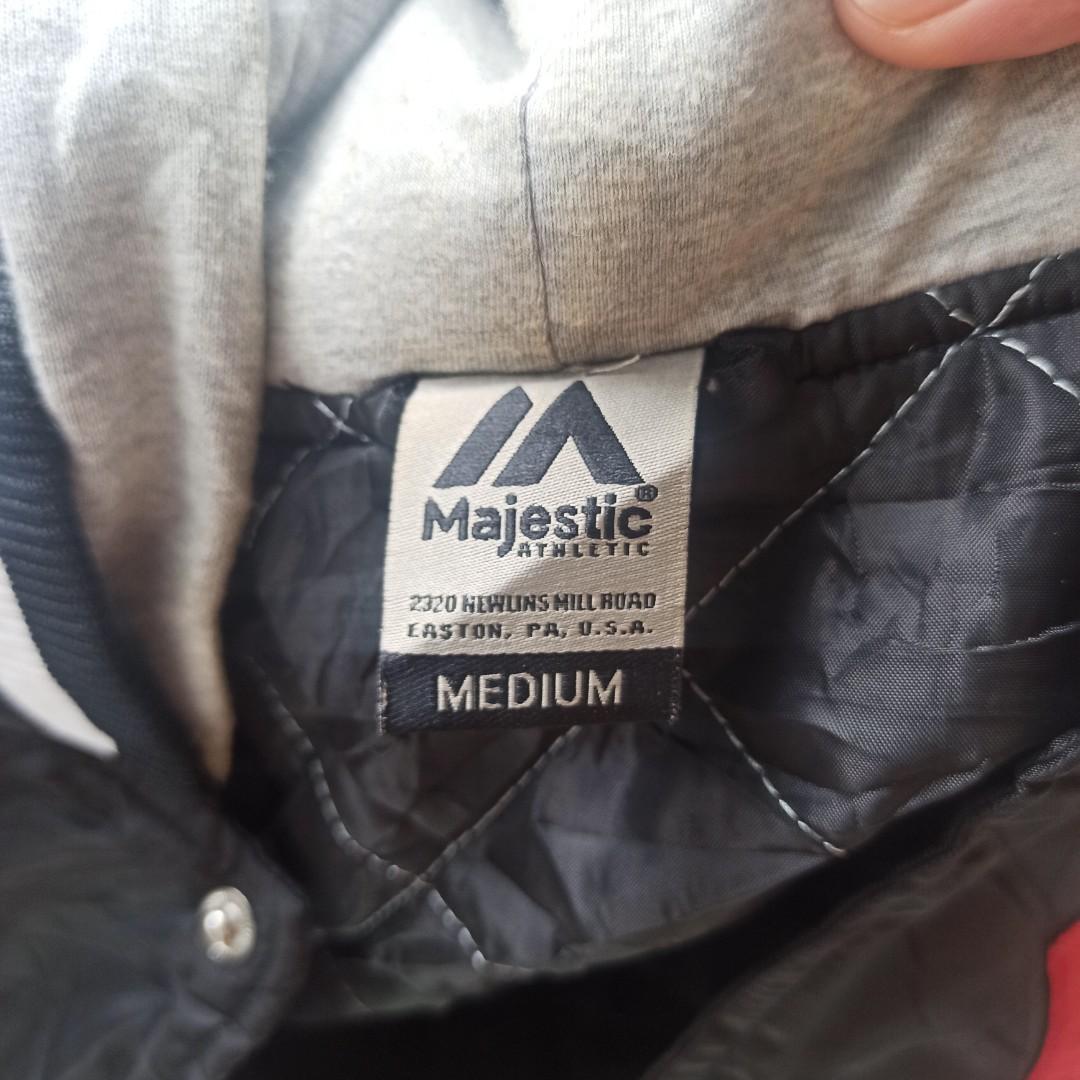 Majestic®
ATHLETIC
2320 NEWLINS MILL ROAD
EASTON, PA, U.S.A.
MEDIUM